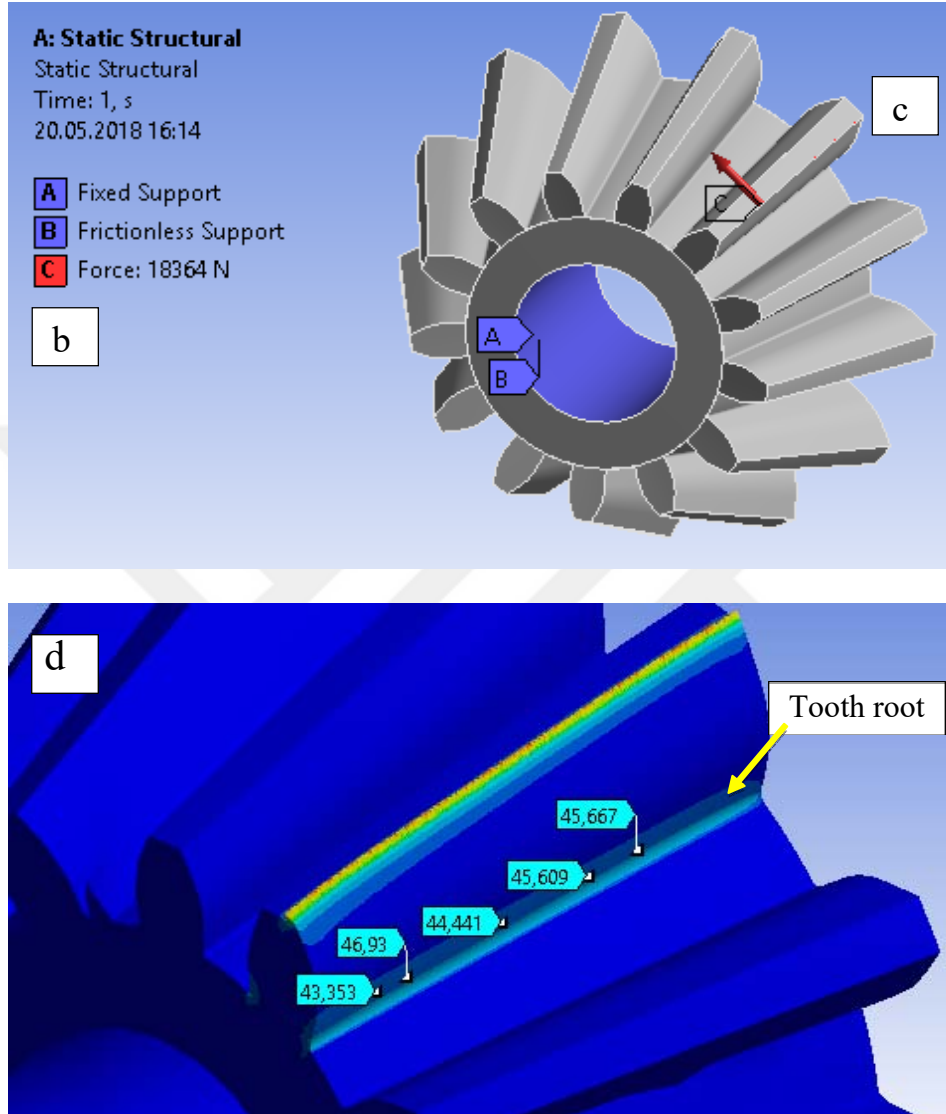 A: Static Structural
Static Structural
Time: 1, s
20.05.2018 16:14
A Fixed Support
B Frictionless Support
C Force: 18364 N
b
c
C
A
B
d
Tooth root
45,667
45,609
44,441
46,93
43,353